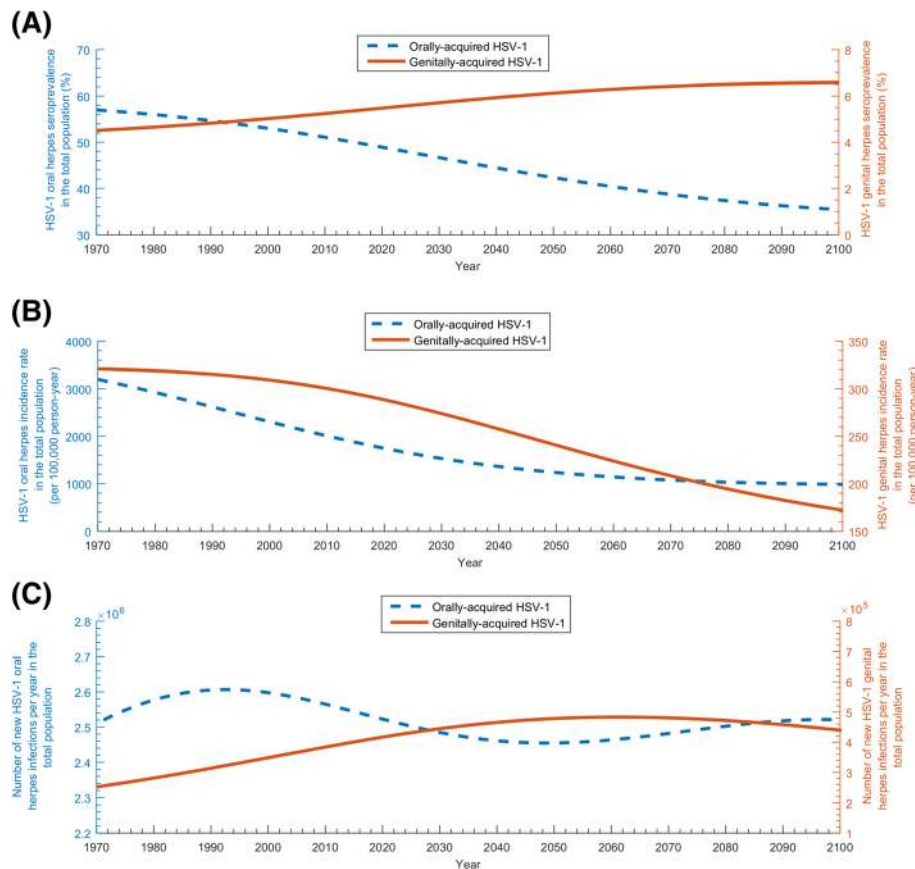 (A)
Orally-acquired HSV-1
Genitally-acquired HSV-1
HSV-1 oral herpes seroprevalence
in the total population (%)
70
60
50
40
30
HSV-1 genital herpes seroprevalence
in the total population (%)
8
6
4
2
0
1970 1980 1990 2000 2010 2020 2030 2040 2050 2060 2070 2080 2090 2100
Year
(B)
Orally-acquired HSV-1
Genitally-acquired HSV-1
HSV-1 oral herpes incidence rate
in the total population
(per 100,000 person-year)
4000
3000
2000
1000
0
HSV-1 genital herpes incidence rate
in the total population
(per 100,000 person-year)
350
300
250
200
150
1970 1980 1990 2000 2010 2020 2030 2040 2050 2060 2070 2080 2090 2100
Year
(C)
Orally-acquired HSV-1
Genitally-acquired HSV-1
Number of new HSV-1 oral
herpes infections per year in the
total population
×10⁶
2.8
2.7
2.6
2.5
2.4
2.3
2.2
Number of new HSV-1 genital
herpes infections per year in the
total population
×10⁵
8
7
6
5
4
3
2
1
1970 1980 1990 2000 2010 2020 2030 2040 2050 2060 2070 2080 2090 2100
Year